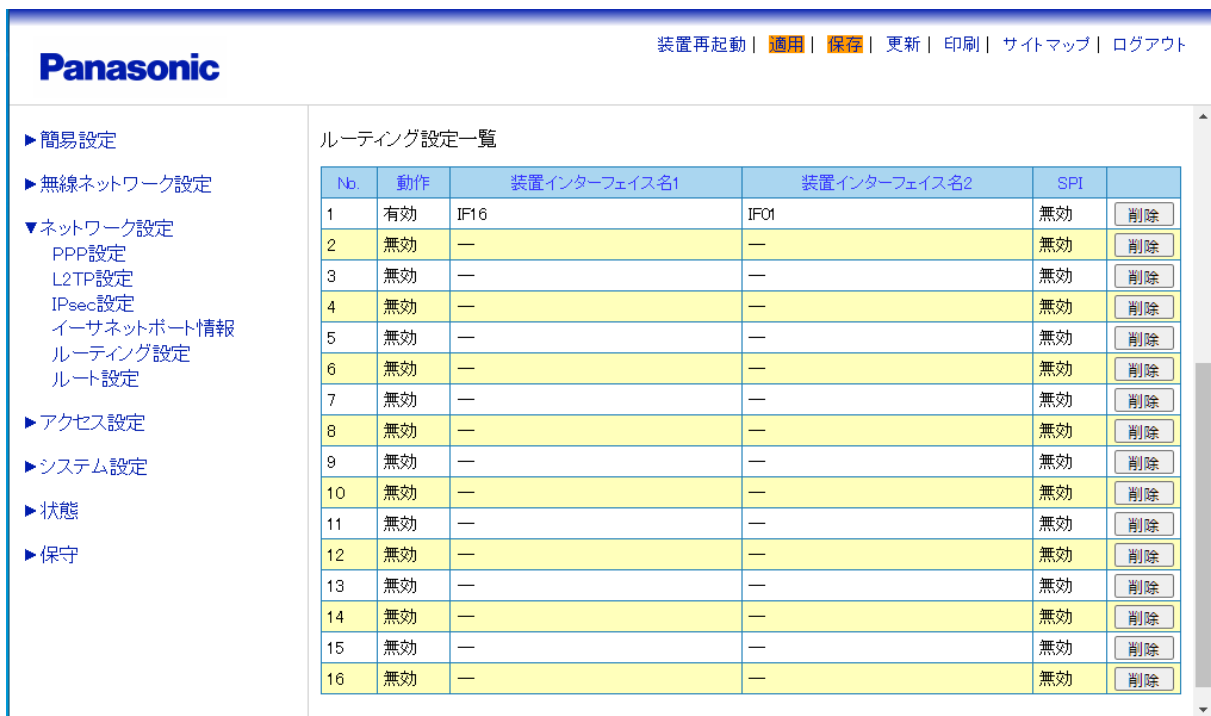 装置再起動| 適用| 保存| 更新| 印刷| サイトマップ| ログアウト
Panasonic
▶簡易設定
▶無線ネットワーク設定
▼ネットワーク設定
PPP設定
L2TP設定
IPsec設定
イーサネットポート情報
ルーティング設定
ルート設定
▶アクセス設定
▶システム設定
▶状態
▶保守
ルーティング設定一覧
No. 動作 装置インターフェイス名1 装置インターフェイス名2 SPI
1 有効 IF16 IF01 無効 削除
2 無効 — — 無効 削除
3 無効 — — 無効 削除
4 無効 — — 無効 削除
5 無効 — — 無効 削除
6 無効 — — 無効 削除
7 無効 — — 無効 削除
8 無効 — — 無効 削除
9 無効 — — 無効 削除
10 無効 — — 無効 削除
11 無効 — — 無効 削除
12 無効 — — 無効 削除
13 無効 — — 無効 削除
14 無効 — — 無効 削除
15 無効 — — 無効 削除
16 無効 — — 無効 削除